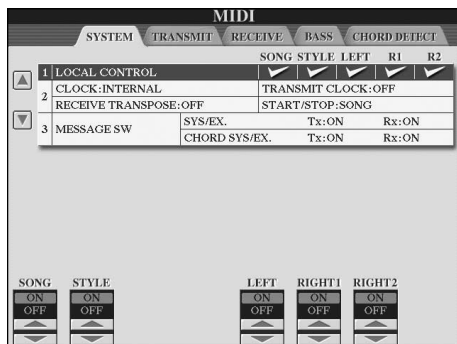 MIDI
SYSTEM TRANSMIT RECEIVE BASS CHORD DETECT
SONG STYLE LEFT R1 R2
1 LOCAL CONTROL
2 CLOCK:INTERNAL TRANSMIT CLOCK:OFF
RECEIVE TRANSPOSE:OFF START/STOP:SONG
3 MESSAGE SW SYS/EX. Tx:ON Rx:ON
CHORD SYS/EX. Tx:ON Rx:ON
SONG STYLE LEFT RIGHT1 RIGHT2
ON ON ON ON ON
OFF OFF OFF OFF OFF